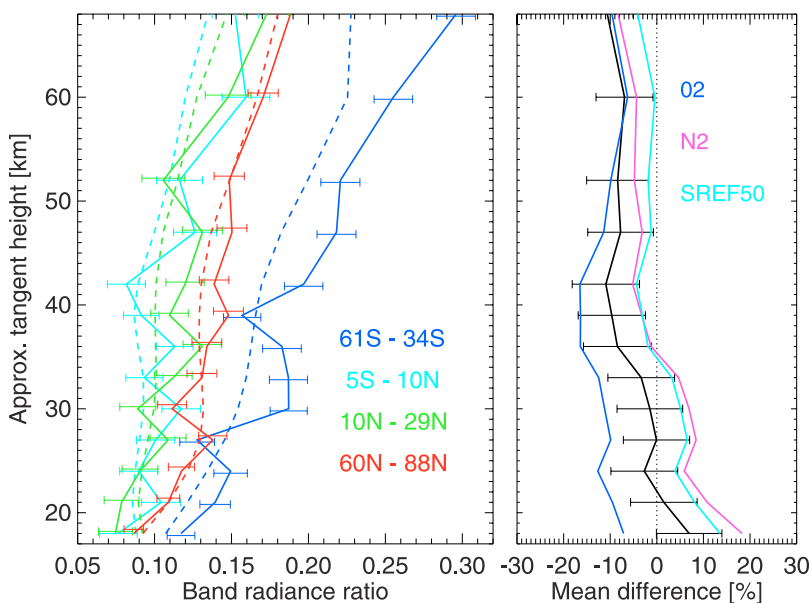 Approx. tangent height [km]
60
50
40
30
20
0.05 0.10 0.15 0.20 0.25 0.30
Band radiance ratio
61S - 34S
5S - 10N
10N - 29N
60N - 88N
02
N2
SREF50
-30 -20 -10 0 10 20 30
Mean difference [%]